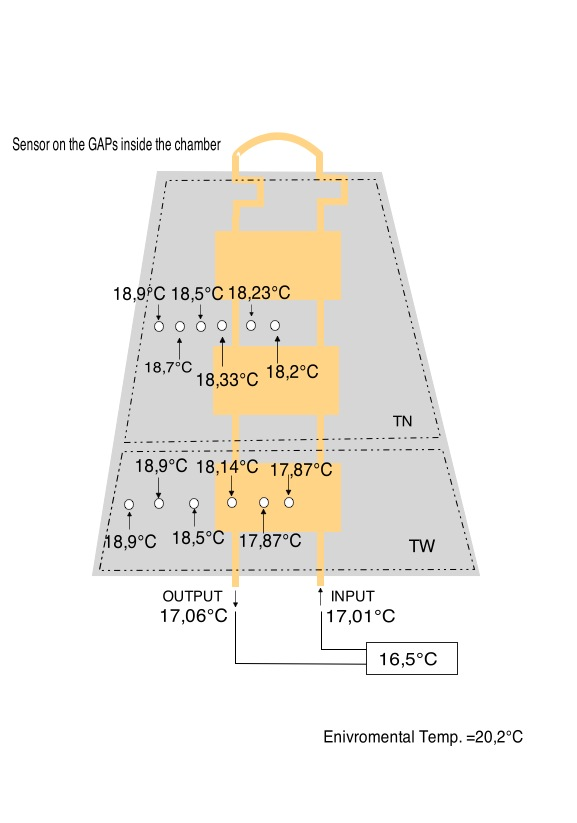 Sensor on the GAPs inside the chamber
18,9°C 18,5°C 18,23°C
18,7°C 18,33°C 18,2°C
TN
18,9°C 18,14°C 17,87°C
18,9°C 18,5°C 17,87°C
TW
OUTPUT INPUT
17,06°C 17,01°C
16,5°C
Enivromental Temp. =20,2°C